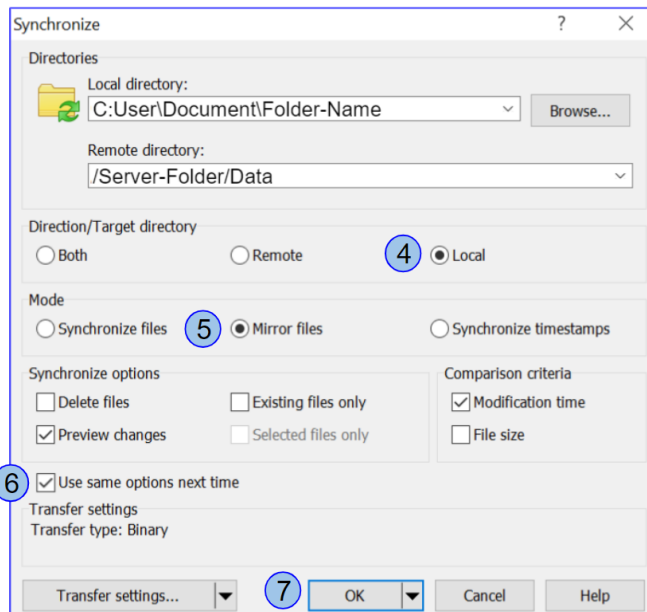 Synchronize ?
Directories
Local directory:
C:User\Document\Folder-Name
Browse...
Remote directory:
/Server-Folder/Data
Direction/Target directory
Both Remote 4 Local
Mode
Synchronize files 5 Mirror files Synchronize timestamps
Synchronize options Comparison criteria
Delete files Existing files only Modification time
Preview changes Selected files only File size
6 Use same options next time
Transfer settings
Transfer type: Binary
Transfer settings... 7 OK Cancel Help